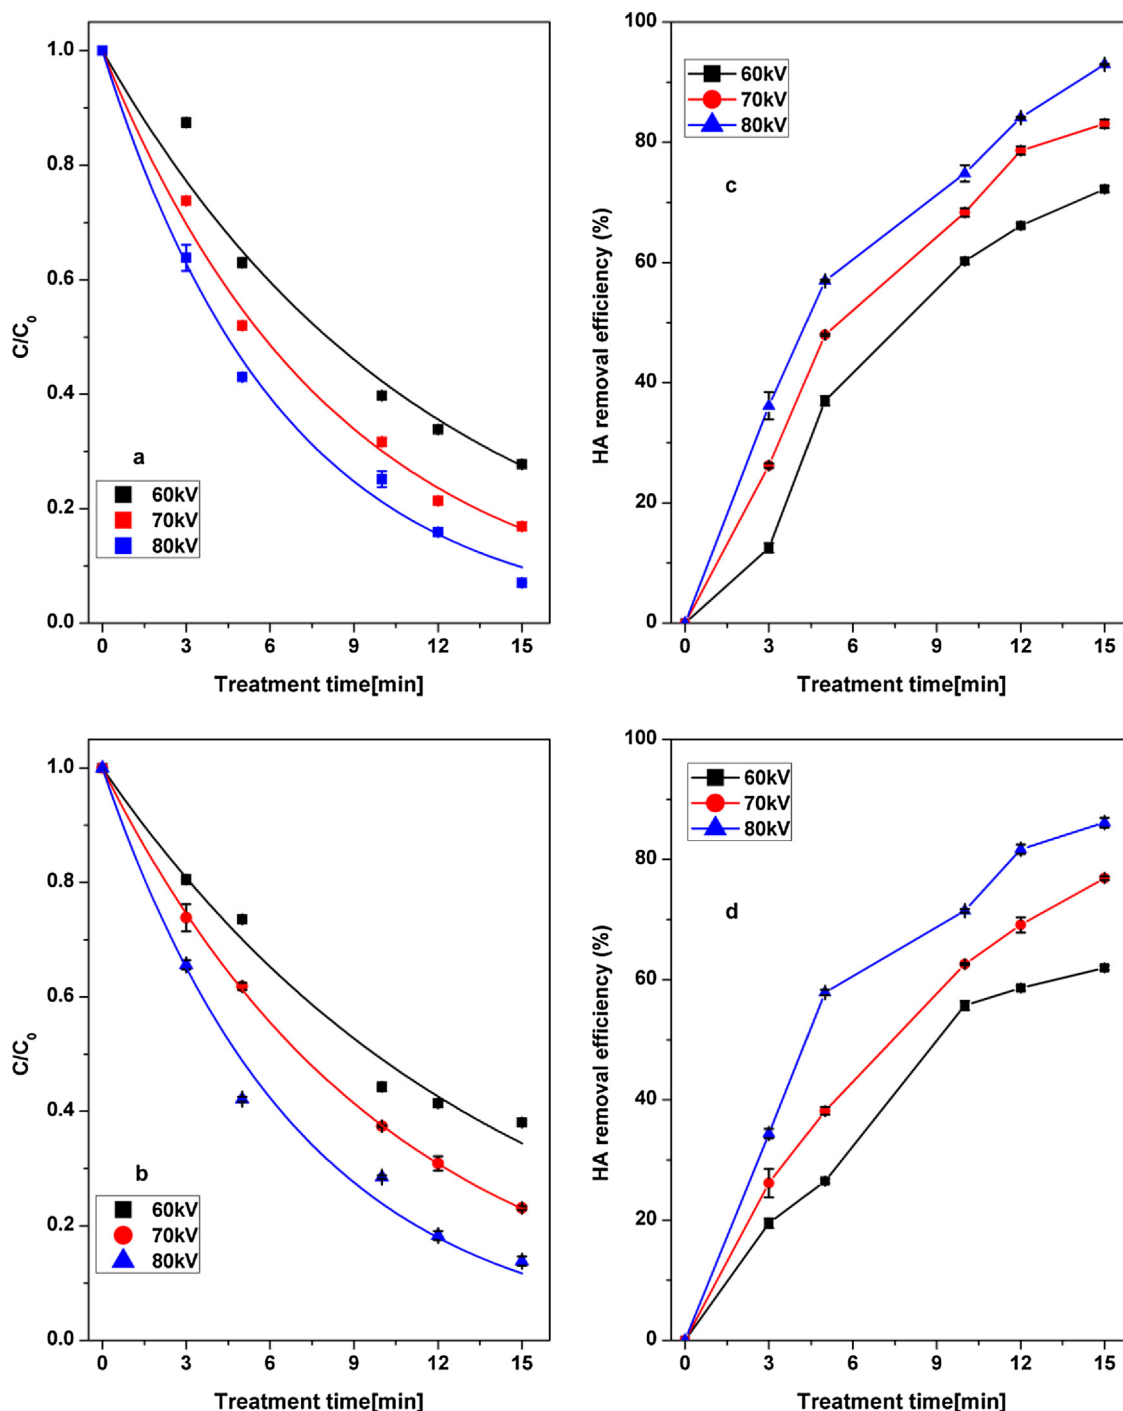 1.0
0.8
0.6
0.4
0.2
0.0
C/C₀
a
60kV
70kV
80kV
0 3 6 9 12 15
Treatment time[min]
100
80
60
40
20
0
HA removal efficiency (%)
60kV
70kV
80kV
c
0 3 6 9 12 15
Treatment time[min]
1.0
0.8
0.6
0.4
0.2
0.0
C/C₀
b
60kV
70kV
80kV
0 3 6 9 12 15
Treatment time[min]
100
80
60
40
20
0
HA removal efficiency (%)
60kV
70kV
80kV
d
0 3 6 9 12 15
Treatment time[min]